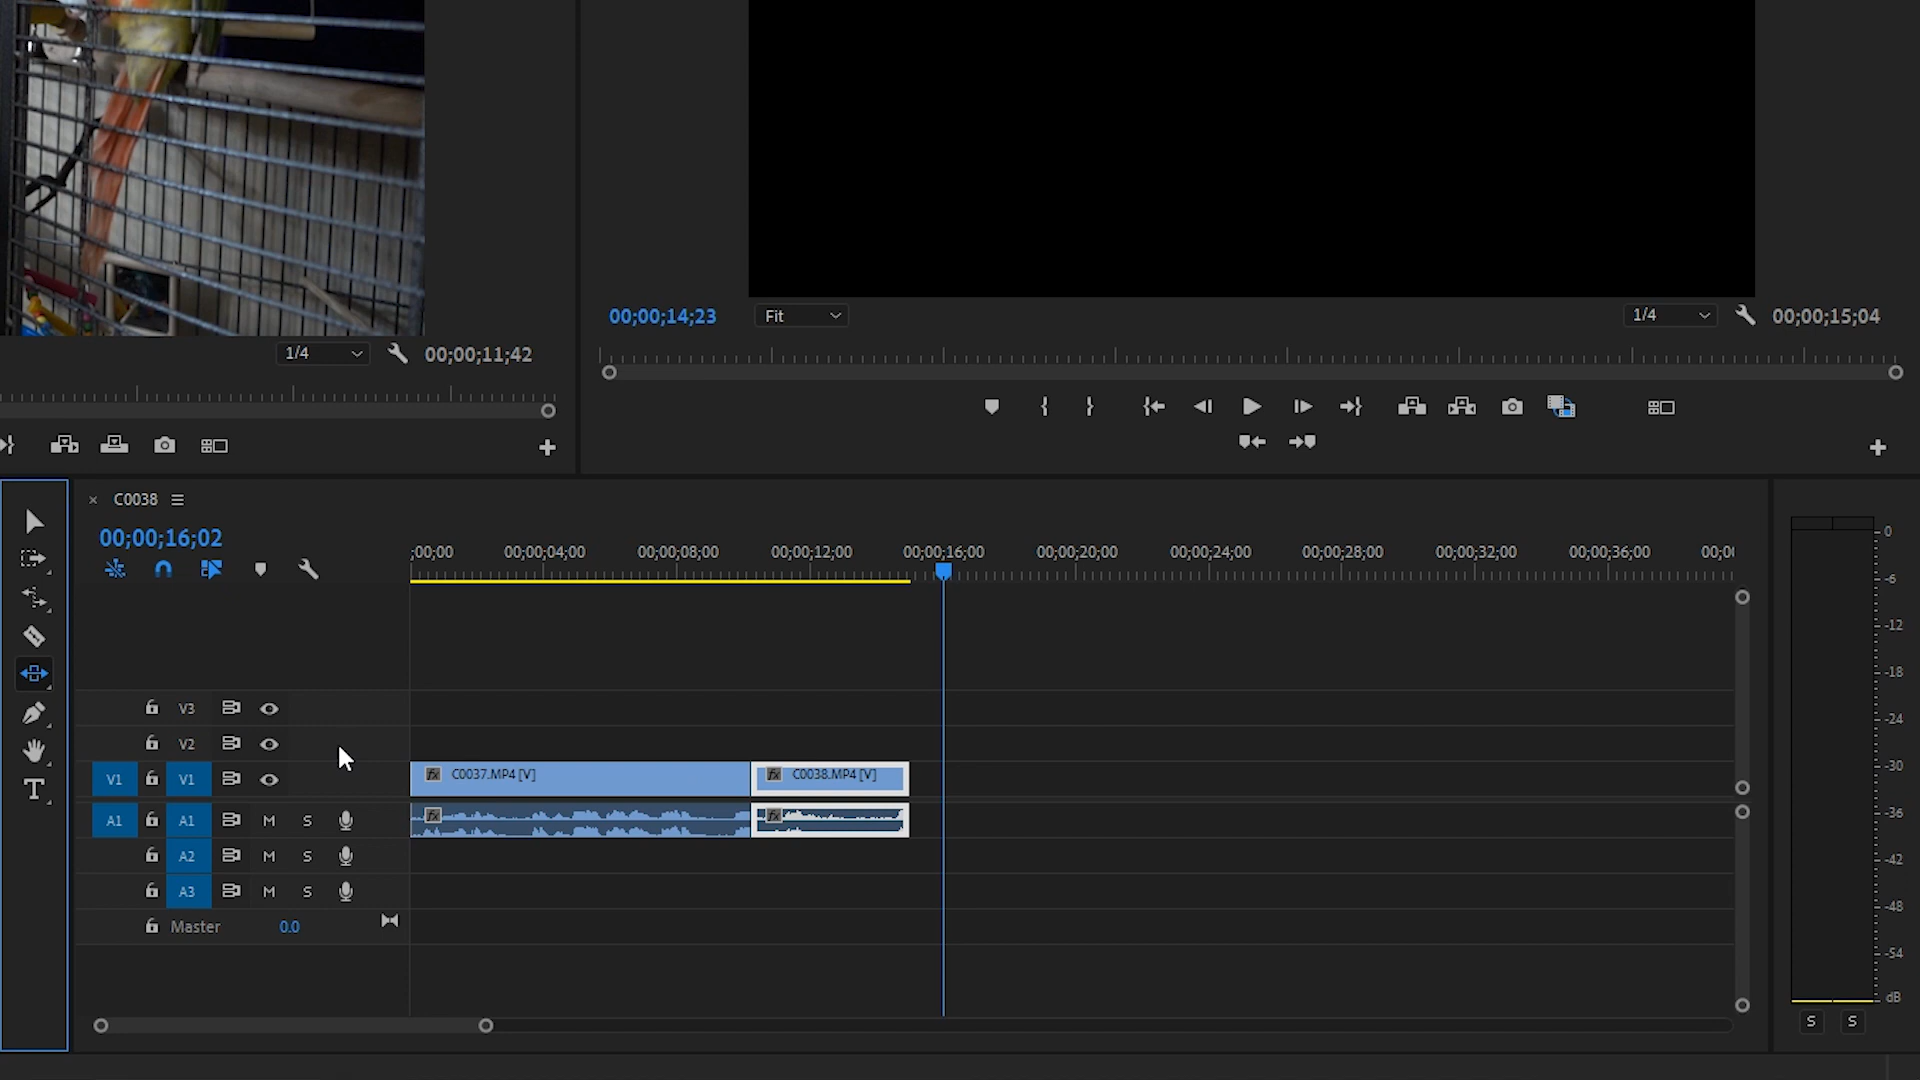 00;00;14;23 Fit 1/4 00;00;15;04
1/4 00;00;11;42
C0038
00;00;16;02
;00;00 00;00;04;00 00;00;08;00 00;00;12;00 00;00;16;00 00;00;20;00 00;00;24;00 00;00;28;00 00;00;32;00 00;00;36;00 00;0
V3
V2
V1 V1 fx C0037.MP4 [V] fx C0038.MP4 [V]
A1 A1 M S fx fx
A2 M S
A3 M S
Master 0.0
T
0
-6
-12
-18
-24
-30
-36
-42
-48
-54
dB
S S